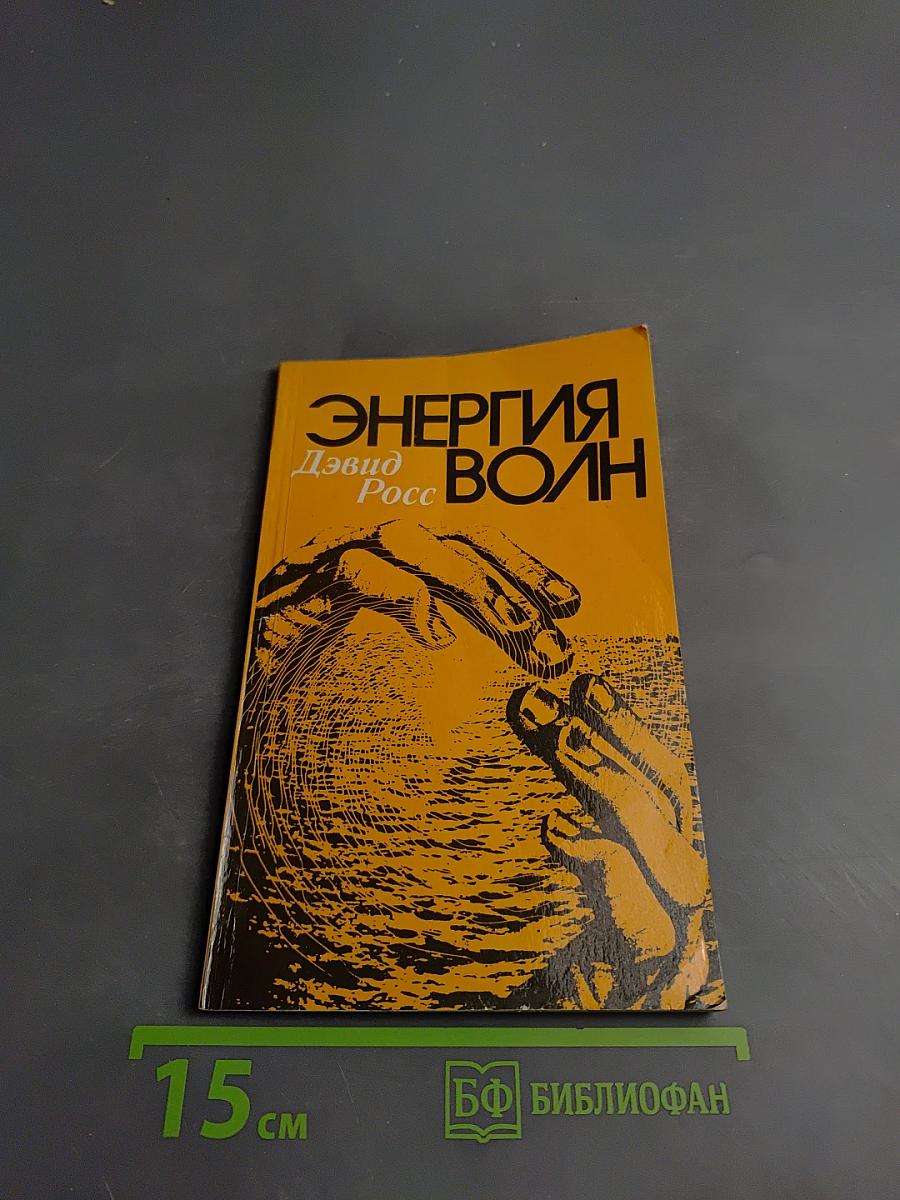 ЭНЕРГИЯ
Дэвид
Росс ВОЛН
15 см
БФ БИБЛИОФАН